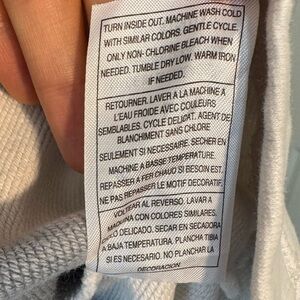 TURN INSIDE OUT. MACHINE WASH COLD
WITH SIMILAR COLORS. GENTLE CYCLE.
ONLY NON-CHLORINE BLEACH WHEN
NEEDED. TUMBLE DRY LOW. WARM IRON
IF NEEDED.
RETOURNER. LAVER A LA MACHINE A
L'EAU FROIDE AVEC COULEURS
SEMBLABLES. CYCLE DELICAT. AGENT DE
BLANCHIMENT SANS CHLORE
SEULEMENT SI NECESSAIRE. SECHER EN
MACHINE A BASSE TEMPERATURE.
REPASSER A FER CHAUD SI BESOIN EST.
NE PAS REPASSER LE MOTIF DECORATIF.
VOLTEAR AL REVERSO. LAVAR A
MAQUINA CON COLORES SIMILARES.
CICLO DELICADO. SECAR EN SECADORA
A BAJA TEMPERATURA. PLANCHA TIBIA
SI ES NECESARIO. NO PLANCHAR LA
DECORACION